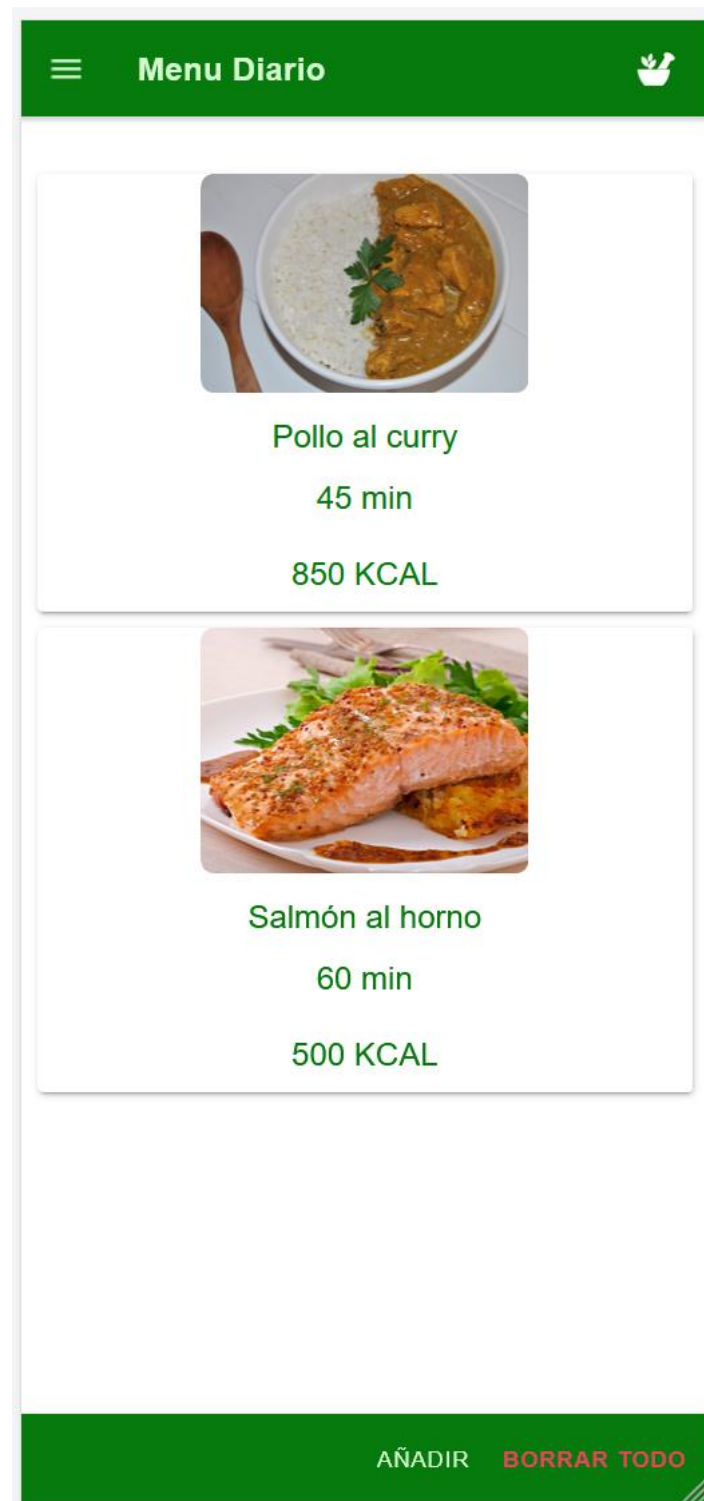 Menu Diario
Pollo al curry
45 min
850 KCAL
Salmón al horno
60 min
500 KCAL
AÑADIR BORRAR TODO